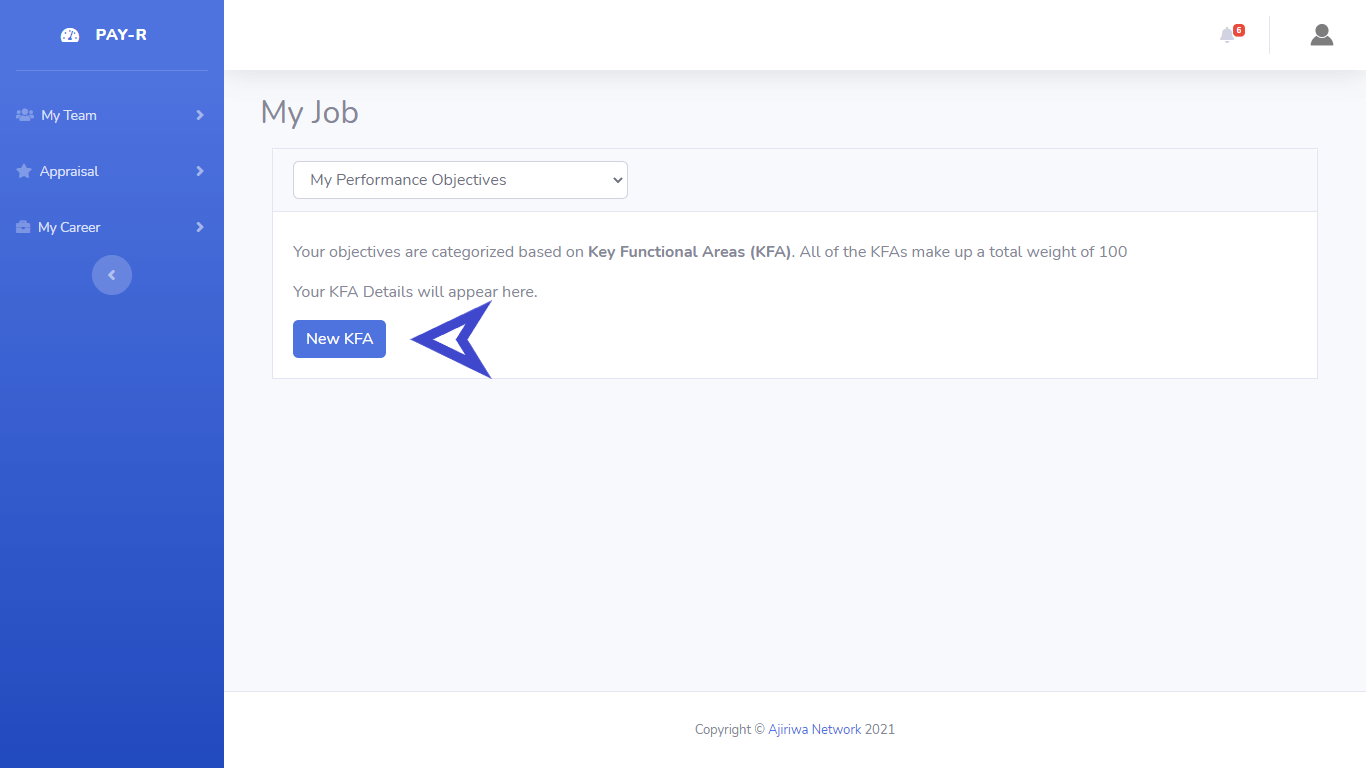 PAY-R
6
My Team
Appraisal
My Career
My Job
My Performance Objectives
Your objectives are categorized based on Key Functional Areas (KFA). All of the KFAs make up a total weight of 100
Your KFA Details will appear here.
New KFA
Copyright © Ajiriwa Network 2021